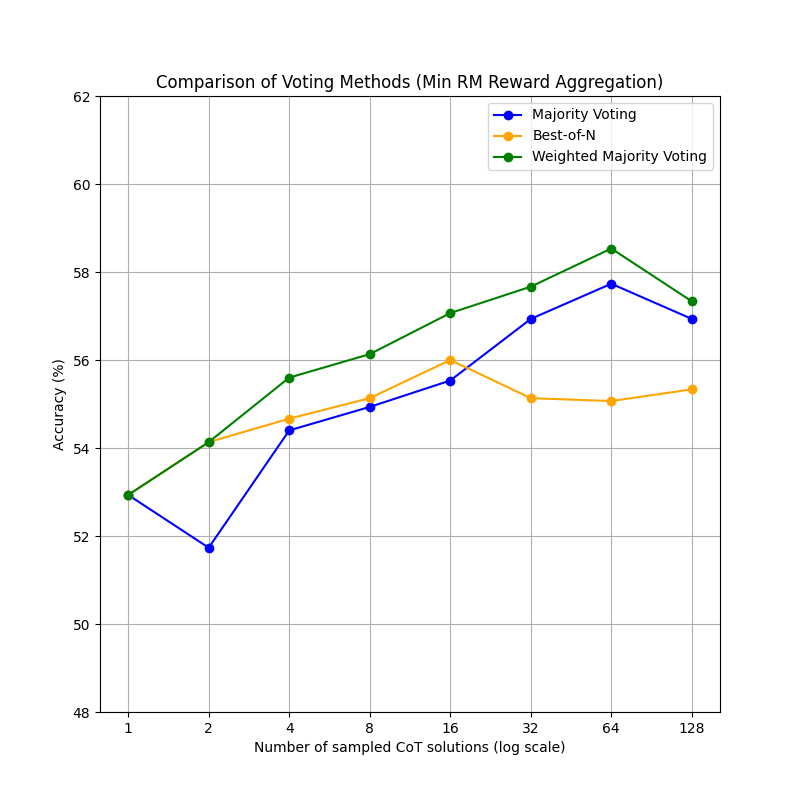 Comparison of Voting Methods (Min RM Reward Aggregation)
Majority Voting
Best-of-N
Weighted Majority Voting
62
60
58
56
54
52
50
48
Accuracy (%)
1 2 4 8 16 32 64 128
Number of sampled CoT solutions (log scale)